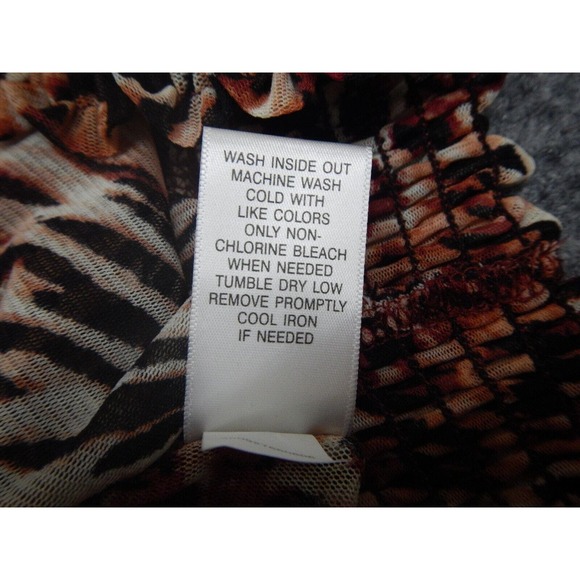 WASH INSIDE OUT
MACHINE WASH
COLD WITH
LIKE COLORS
ONLY NON-
CHLORINE BLEACH
WHEN NEEDED
TUMBLE DRY LOW
REMOVE PROMPTLY
COOL IRON
IF NEEDED